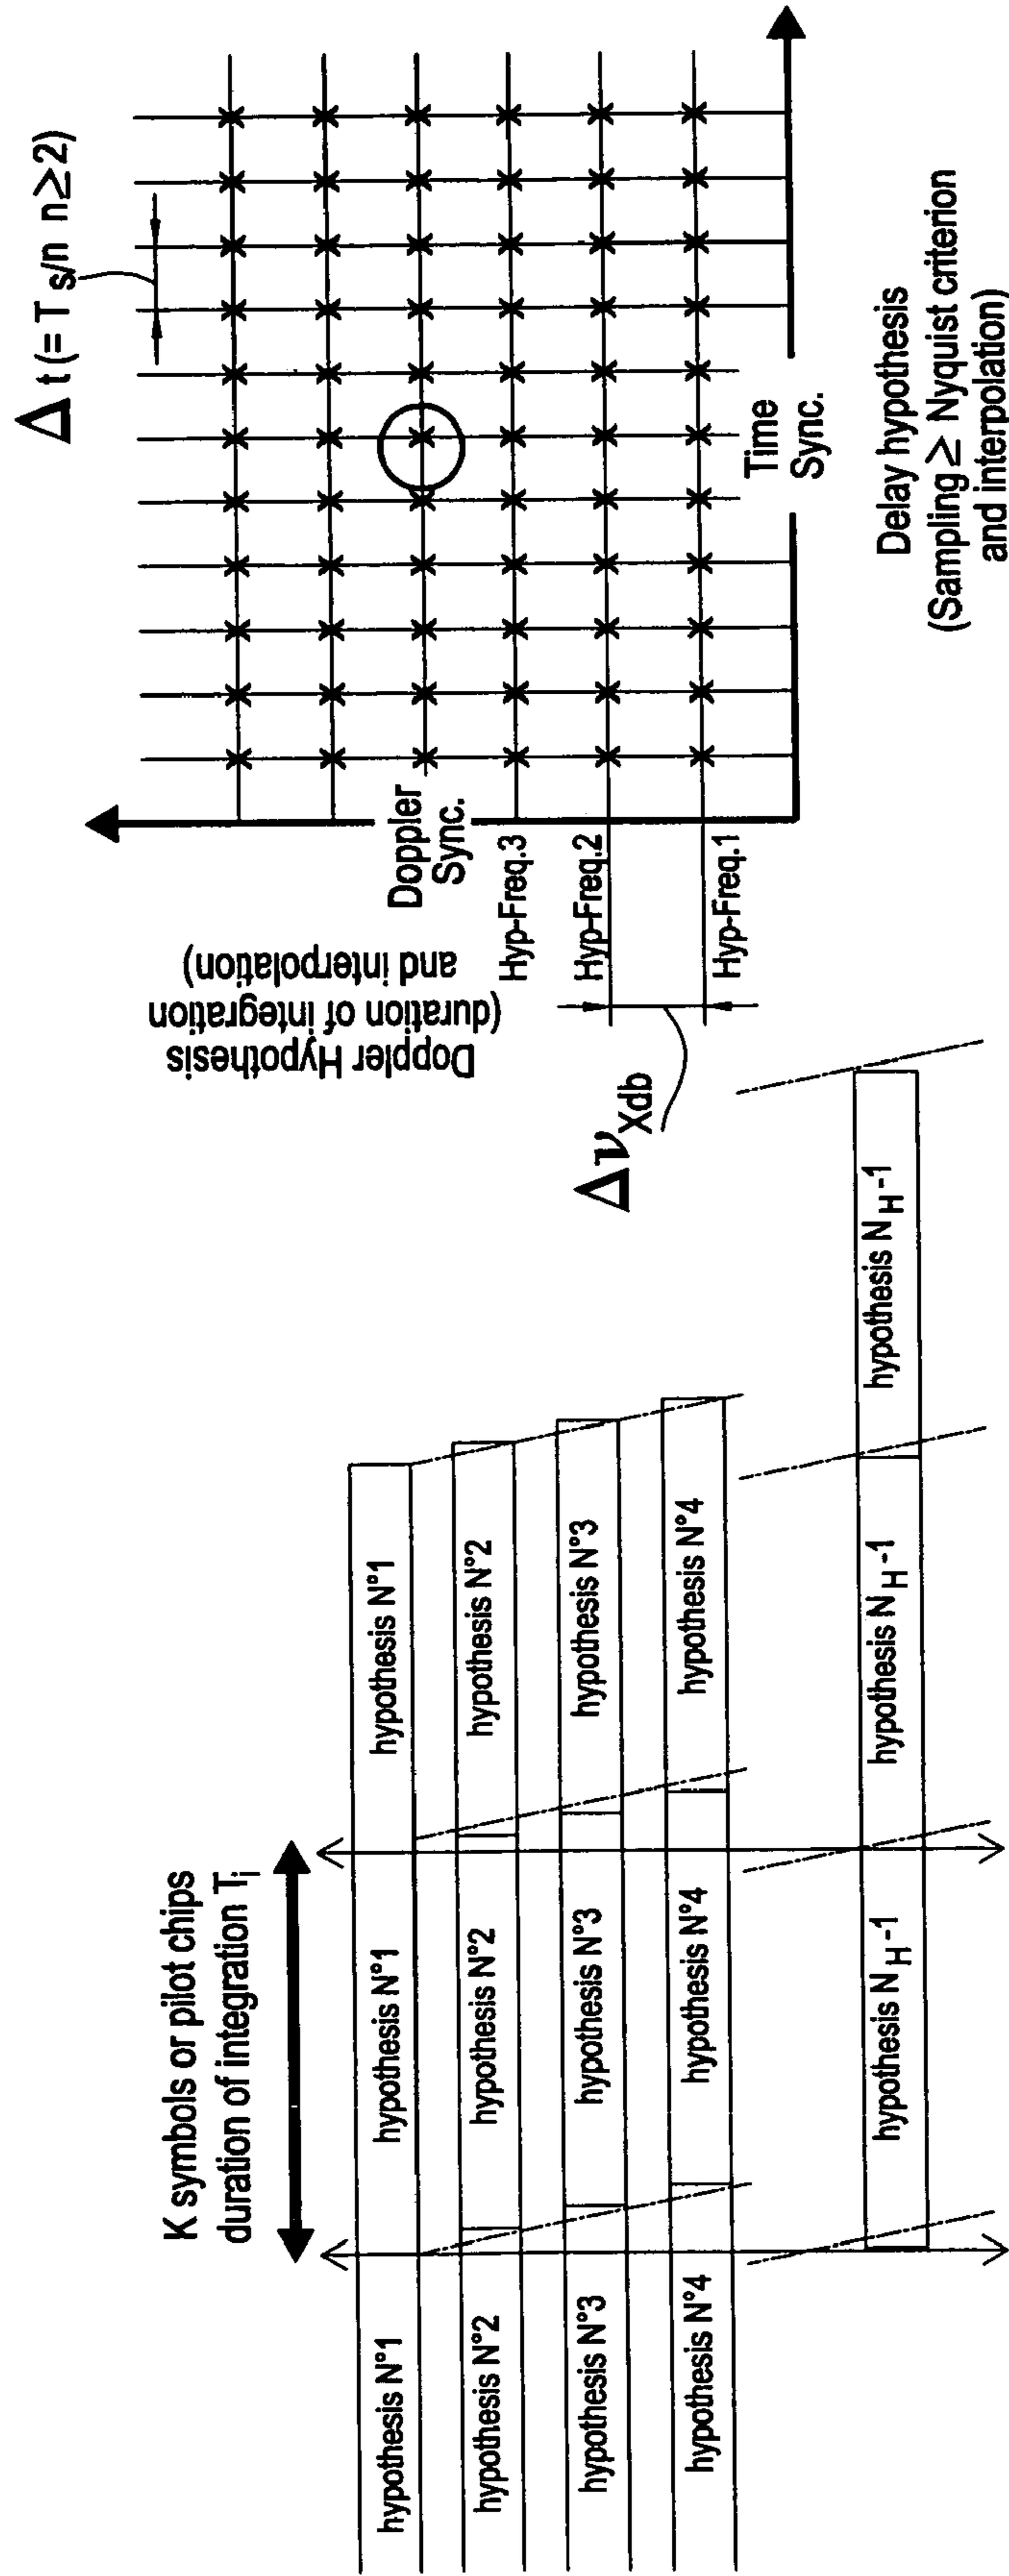 K symbols or pilot chips
duration of integration Ti
hypothesis N°1
hypothesis N°1
hypothesis N°1
hypothesis N°2
hypothesis N°2
hypothesis N°2
hypothesis N°3
hypothesis N°3
hypothesis N°3
hypothesis N°4
hypothesis N°4
hypothesis N°4
hypothesis NH-1
hypothesis NH-1
hypothesis NH-1
Δt (= Ts/n n≥2)
Doppler Hypothesis
(duration of integration
and interpolation)
Doppler
Sync.
Hyp-Freq.3
Hyp-Freq.2
Hyp-Freq.1
ΔνXdb
Time
Sync.
Delay hypothesis
(Sampling ≥ Nyquist criterion
and interpolation)